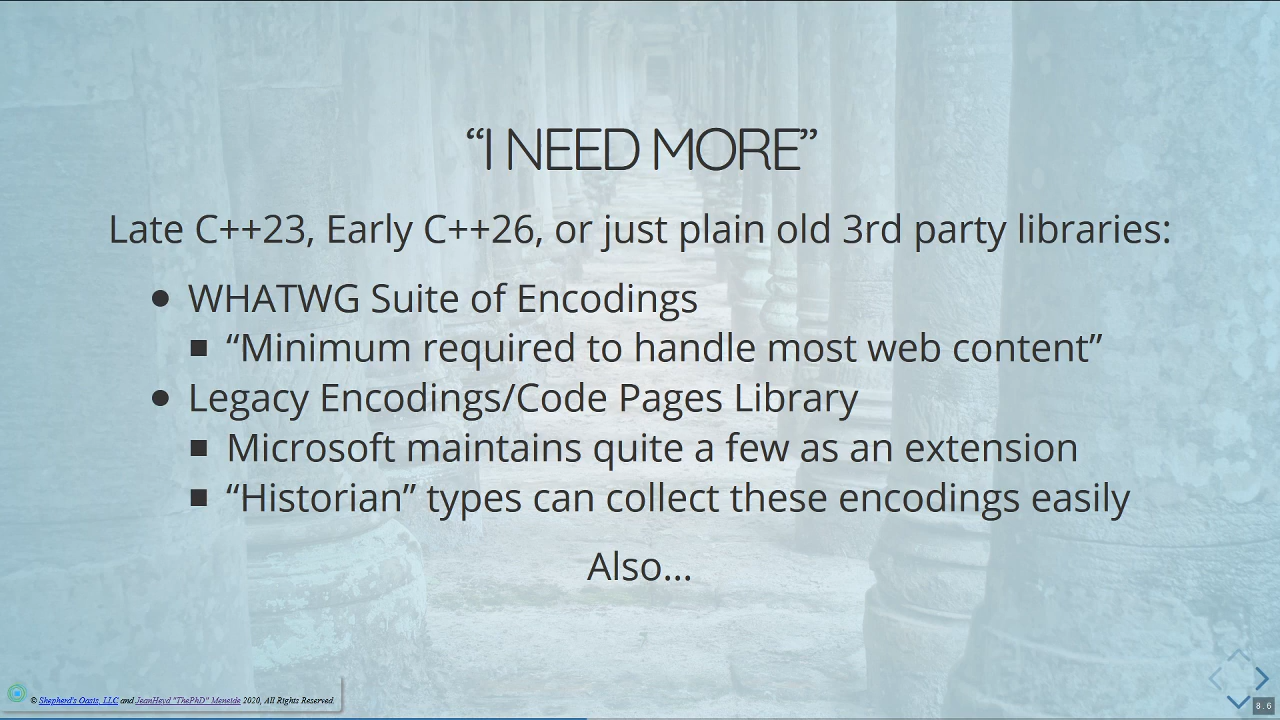 “I NEED MORE”
Late C++23, Early C++26, or just plain old 3rd party libraries:
WHATWG Suite of Encodings
“Minimum required to handle most web content”
Legacy Encodings/Code Pages Library
Microsoft maintains quite a few as an extension
“Historian” types can collect these encodings easily
Also...
© Shepherd's Oasis, LLC and JeanHeyd "ThePhD" Meneide 2020, All Rights Reserved.
8.6